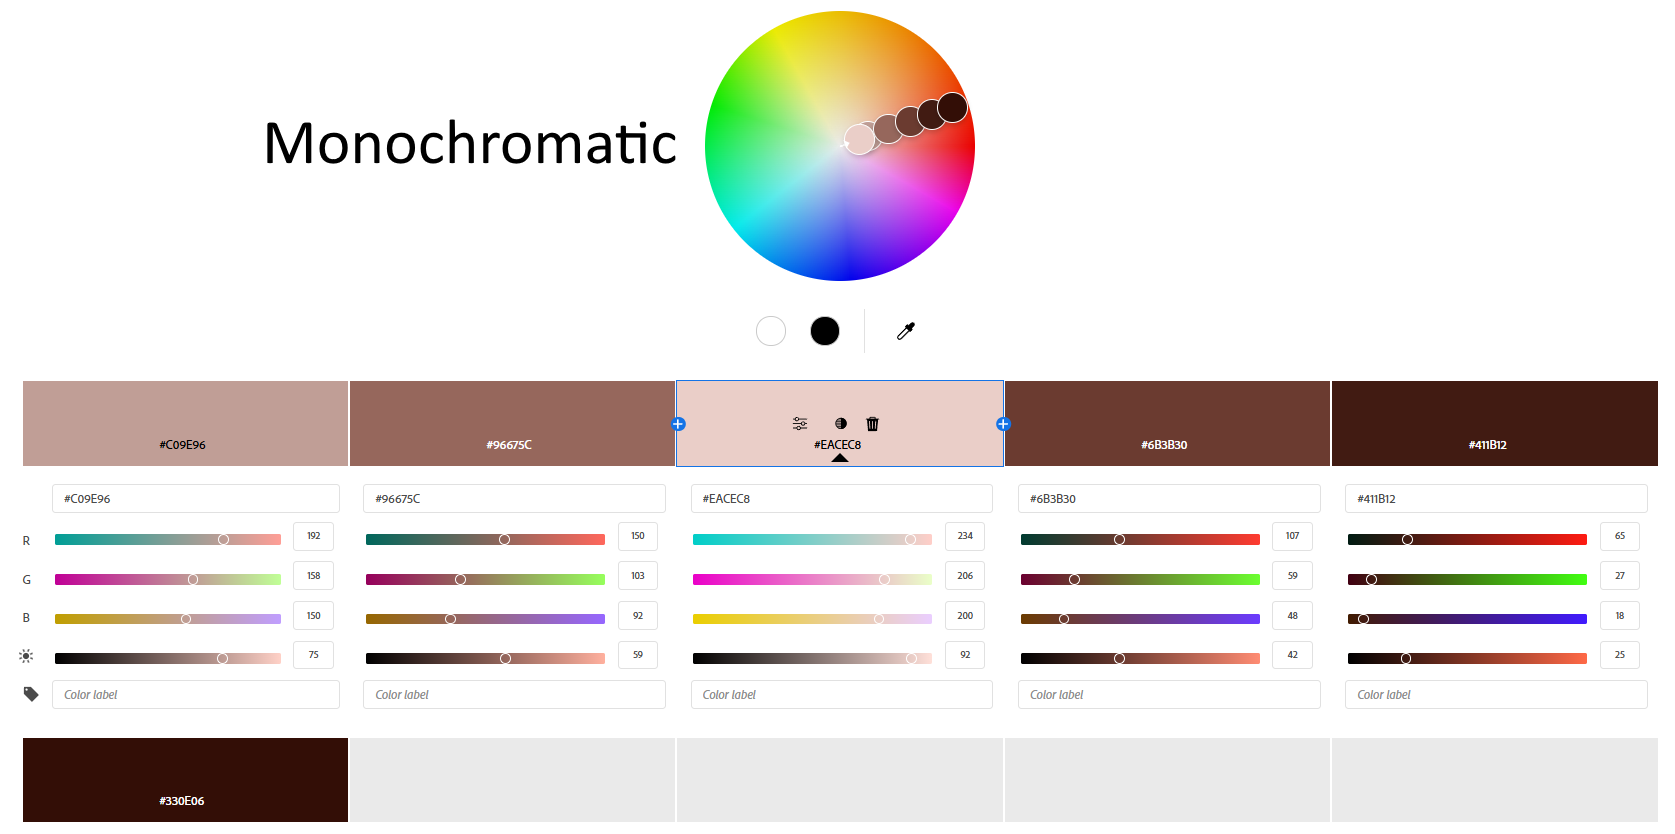 Monochromatic
#C09E96 #96675C #EACEC8 #6B3B30 #411B12
#C09E96 #96675C #EACEC8 #6B3B30 #411B12
R 192 150 234 107 65
G 158 103 206 59 27
B 150 92 200 48 18
75 59 92 42 25
Color label Color label Color label Color label Color label
#330E06